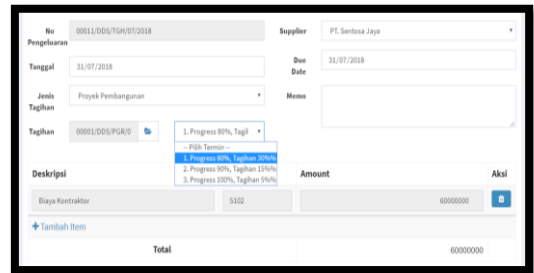 No Pengeluaran 00011/DDS/TGH/07/2018 Supplier PT. Sentosa Jaya
Tanggal 31/07/2018 Due Date 31/07/2018
Jenis Tagihan Proyek Pembangunan Memo
Tagihan 00001/DDS/PGR/0 1. Progress 80%, Tagil
-- Pilih Termin --
1. Progress 80%, Tagihan 30%%
2. Progress 90%, Tagihan 15%%
3. Progress 100%, Tagihan 5%%
Deskripsi Amount Aksi
Biaya Kontraktor 5102 60000000
+ Tambah Item
Total 60000000